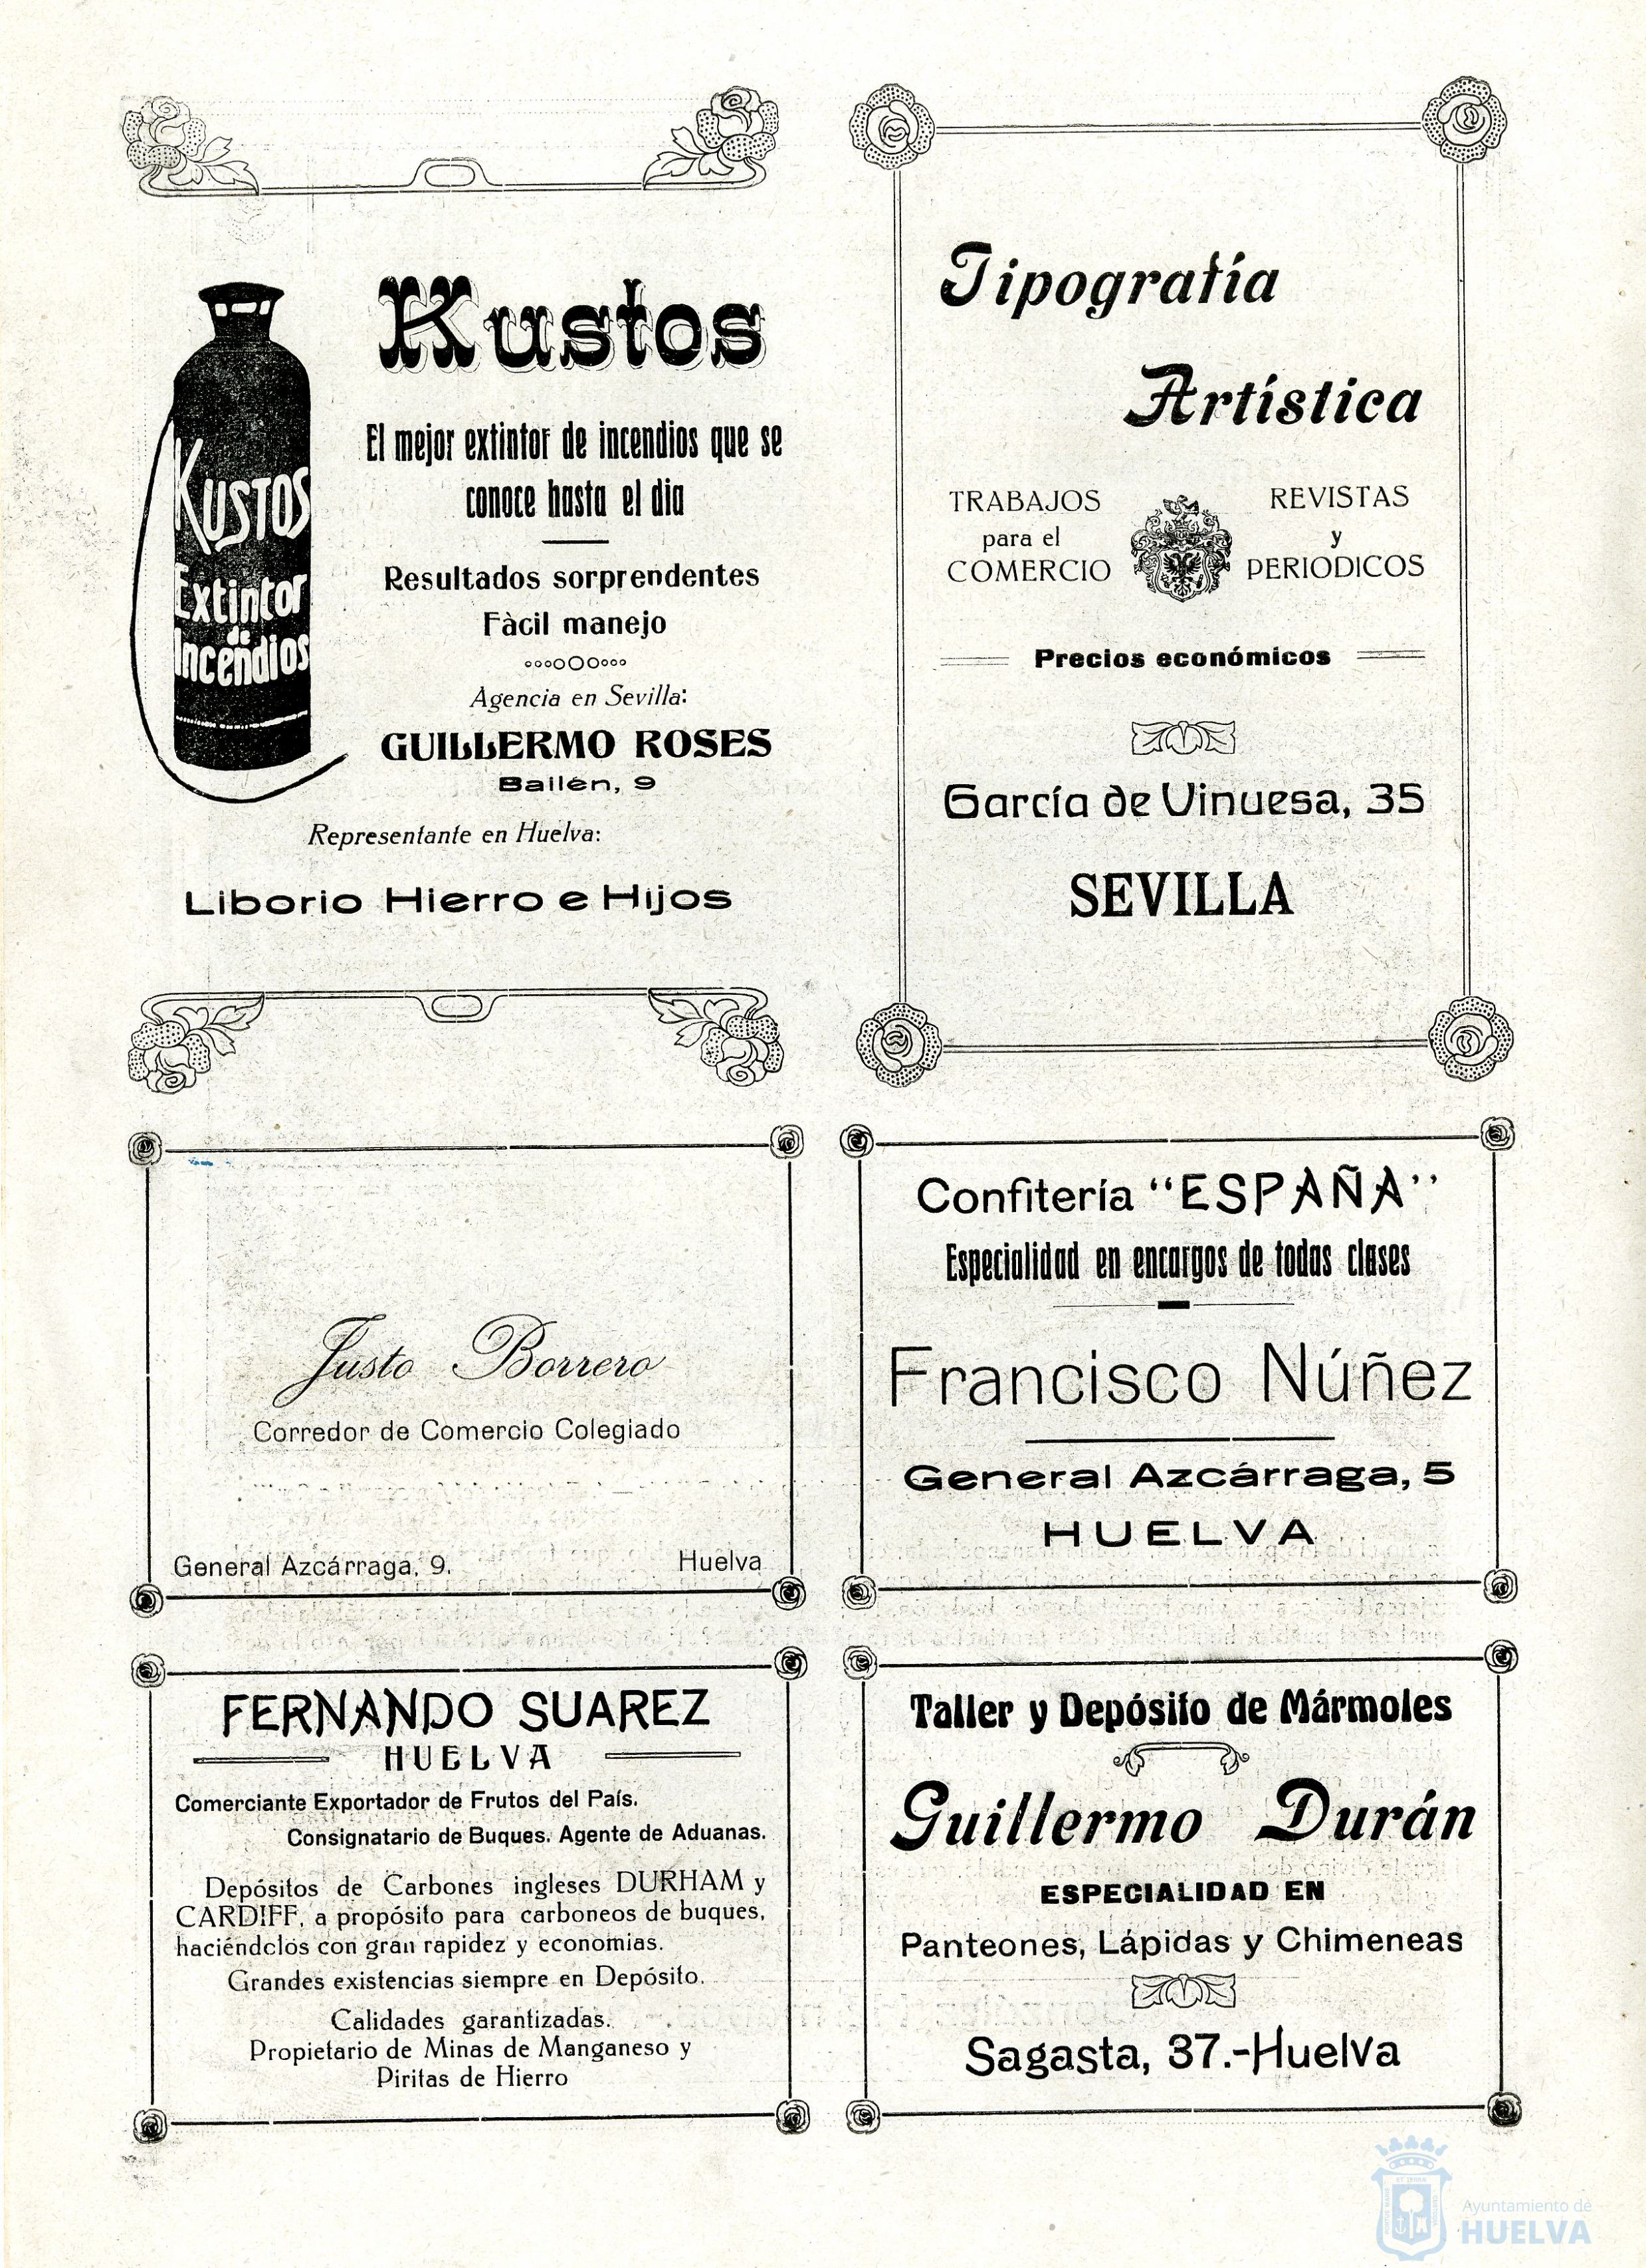 Kustos
El mejor extintor de incendios que se
conoce hasta el dia
Resultados sorprendentes
Fàcil manejo
Agencia en Sevilla:
GUILLERMO ROSES
Bailén, 9
Representante en Huelva:
Liborio Hierro e Hijos
KUSTOS
Extintor
de
Incendios
Tipografía
Artística
TRABAJOS
para el
COMERCIO
REVISTAS
y
PERIODICOS
Precios económicos
García de Vinuesa, 35
SEVILLA
Justo Borrero
Corredor de Comercio Colegiado
General Azcárraga, 9. Huelva
Confitería "ESPAÑA"
Especialidad en encargos de todas clases
Francisco Núñez
General Azcárraga, 5
HUELVA
FERNANDO SUAREZ
HUELVA
Comerciante Exportador de Frutos del País.
Consignatario de Buques. Agente de Aduanas.
Depósitos de Carbones ingleses DURHAM y
CARDIFF, a propósito para carboneos de buques,
haciéndolos con gran rapidez y economias.
Grandes existencias siempre en Depósito.
Calidades garantizadas.
Propietario de Minas de Manganeso y
Piritas de Hierro
Taller y Depósito de Mármoles
Guillermo Durán
ESPECIALIDAD EN
Panteones, Lápidas y Chimeneas
Sagasta, 37.-Huelva
Ayuntamiento de
HUELVA